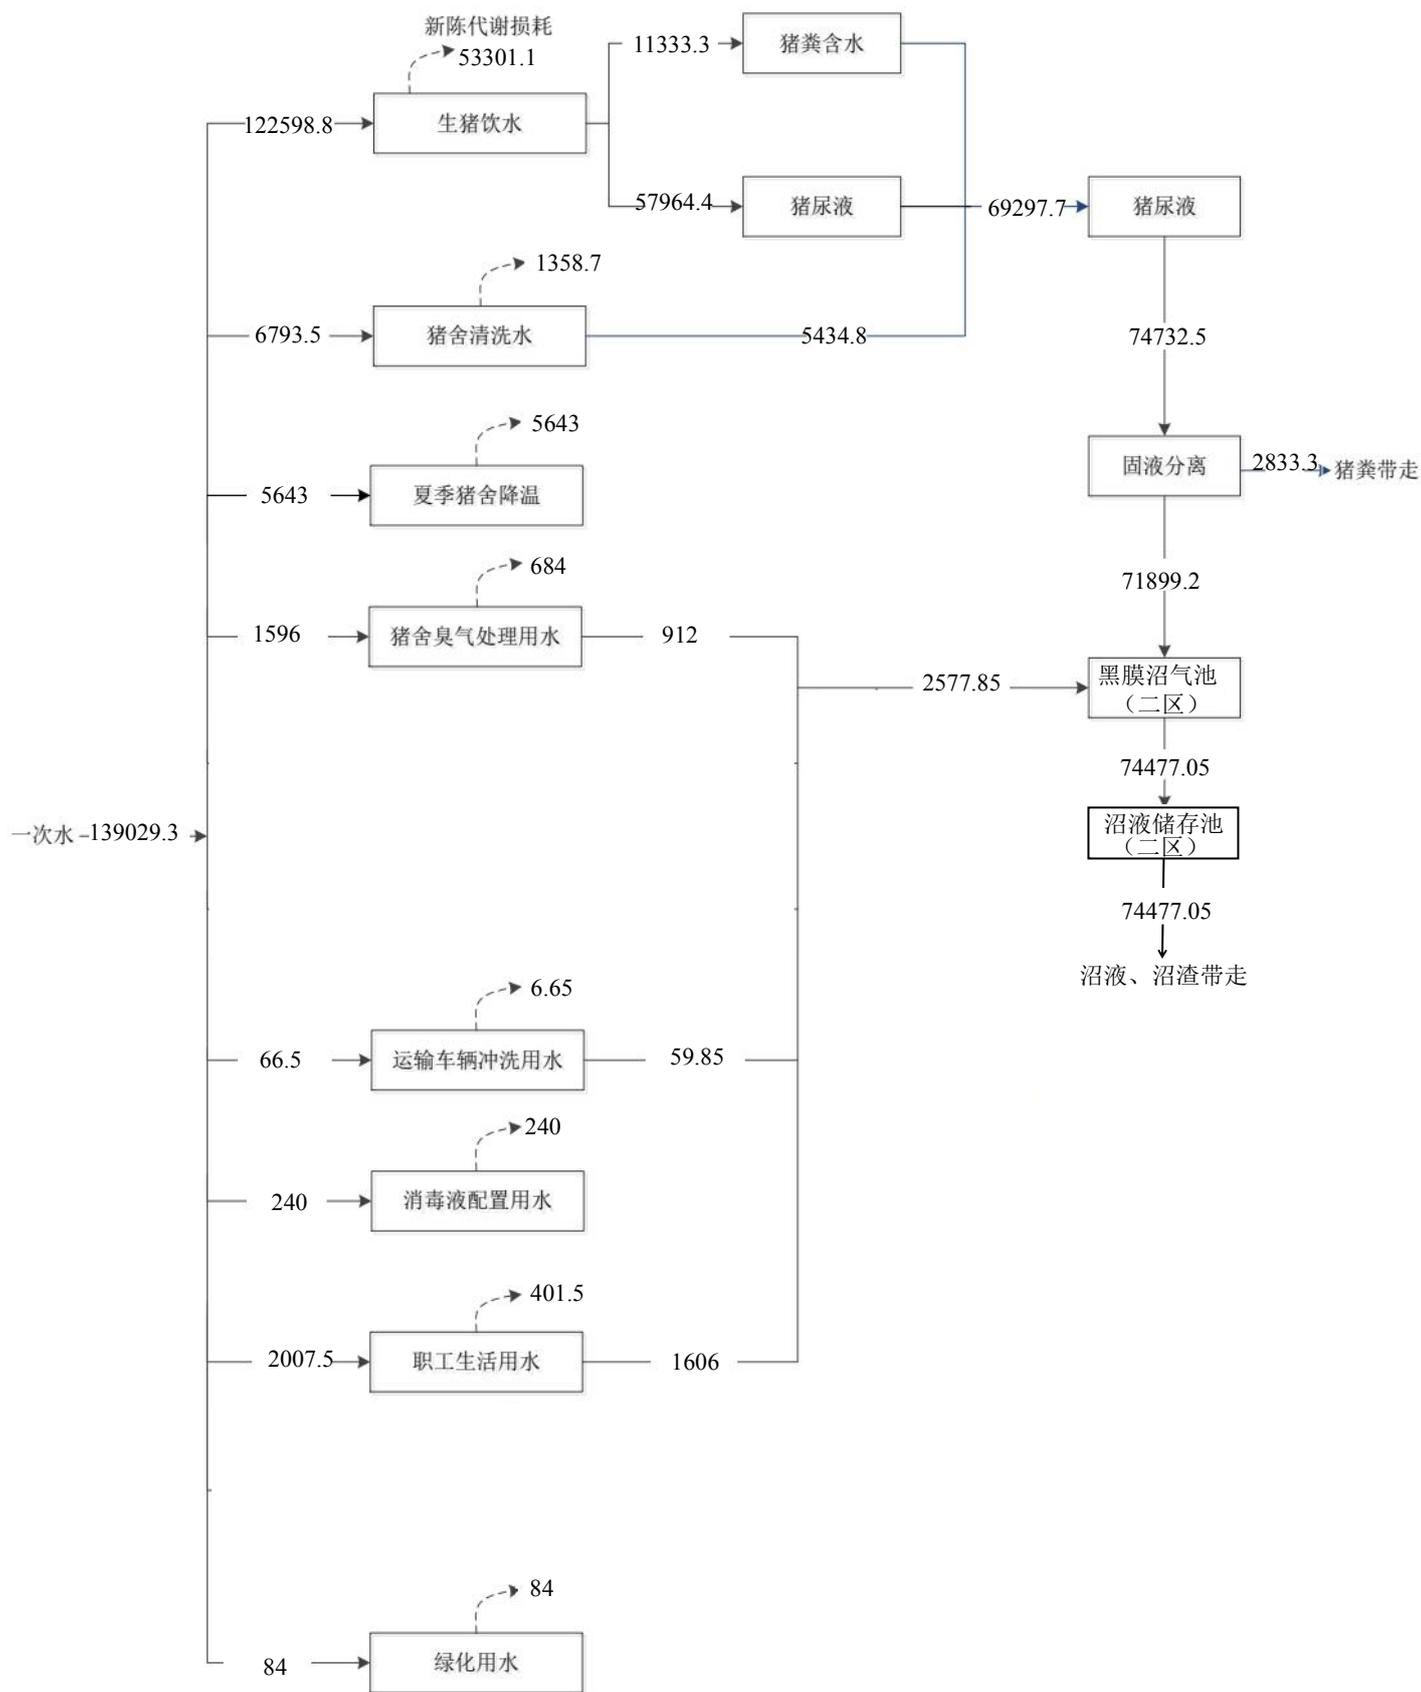 新陈代谢损耗
53301.1
11333.3
猪粪含水
122598.8
生猪饮水
57964.4
猪尿液
69297.7
猪尿液
1358.7
6793.5
猪舍清洗水
5434.8
74732.5
5643
固液分离
2833.3
猪粪带走
5643
夏季猪舍降温
684
71899.2
1596
猪舍臭气处理用水
912
2577.85
黑膜沼气池
（二区）
74477.05
一次水
139029.3
沼液储存池
（二区）
74477.05
沼液、沼渣带走
6.65
66.5
运输车辆冲洗用水
59.85
240
240
消毒液配置用水
401.5
2007.5
职工生活用水
1606
84
84
绿化用水